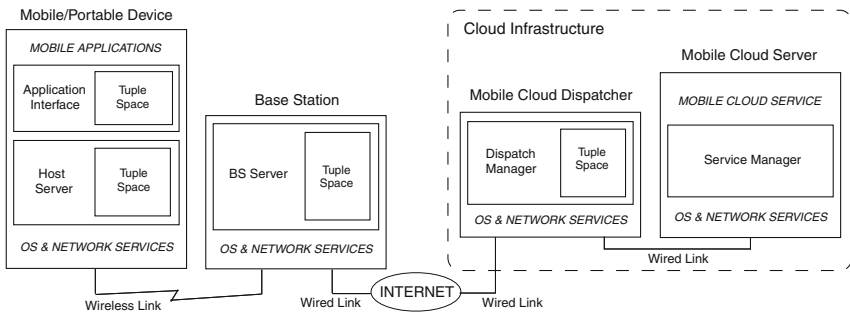 Mobile/Portable Device
MOBILE APPLICATIONS
Application
Interface
Tuple
Space
Host
Server
Tuple
Space
OS & NETWORK SERVICES
Base Station
BS Server
Tuple
Space
OS & NETWORK SERVICES
Cloud Infrastructure
Mobile Cloud Dispatcher
Dispatch
Manager
Tuple
Space
OS & NETWORK SERVICES
Mobile Cloud Server
MOBILE CLOUD SERVICE
Service Manager
OS & NETWORK SERVICES
Wireless Link
Wired Link
INTERNET
Wired Link
Wired Link